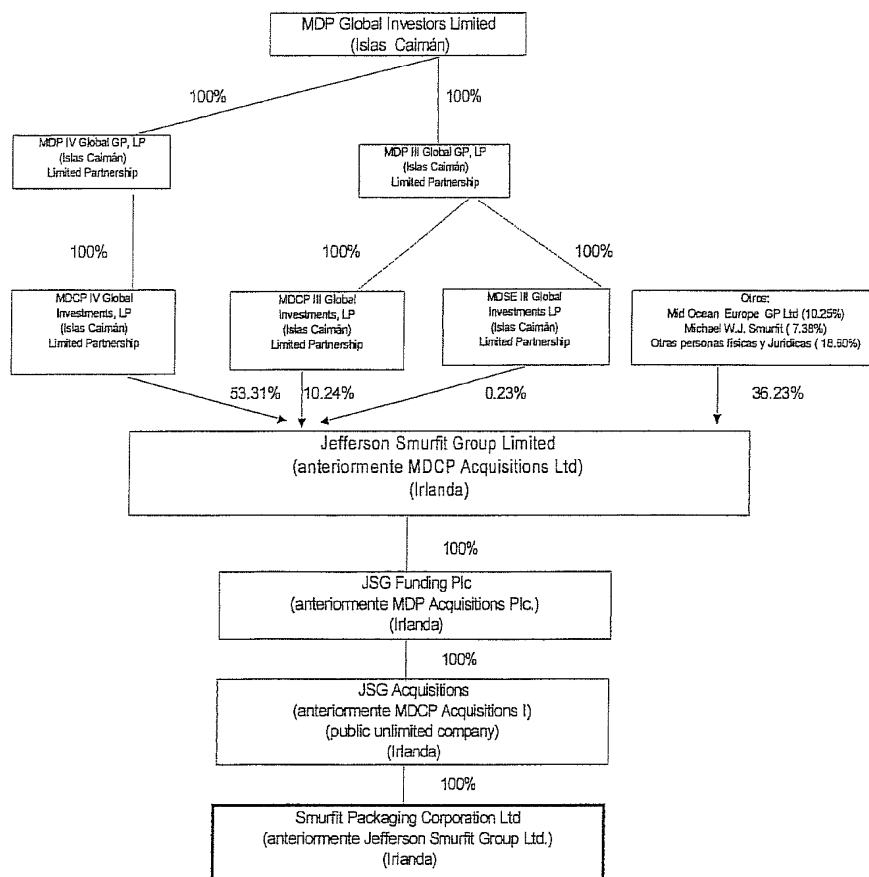 MDP Global Investors Limited
(Islas Caimán)
100%
100%
MDP IV Global GP, LP
(Islas Caimán)
Limited Partnership
MDP III Global GP, LP
(Islas Caimán)
Limited Partnership
100%
100%
100%
MDCP IV Global
Investments, LP
(Islas Caimán)
Limited Partnership
MDCP III Global
Investments, LP
(Islas Caimán)
Limited Partnership
MDSE III Global
Investments LP
(Islas Caimán)
Limited Partnership
Otros:
Mid Ocean Europe GP Ltd (10.25%)
Michael W.J. Smurfit ( 7.38%)
Otras personas físicas y Jurídicas ( 18.60%)
53.31%
10.24%
0.23%
36.23%
Jefferson Smurfit Group Limited
(anteriormente MDCP Acquisitions Ltd)
(Irlanda)
100%
JSG Funding Plc
(anteriormente MDP Acquisitions Plc.)
(Irlanda)
100%
JSG Acquisitions
(anteriormente MDCP Acquisitions I)
(public unlimited company)
(Irlanda)
100%
Smurfit Packaging Corporation Ltd
(anteriormente Jefferson Smurfit Group Ltd.)
(Irlanda)